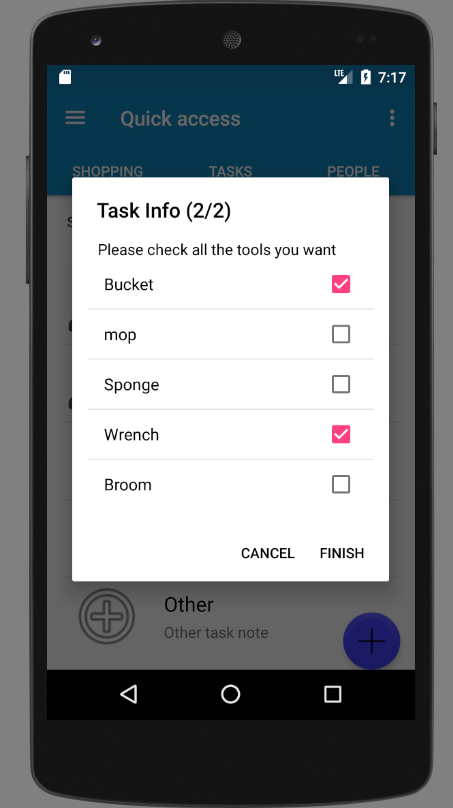 LTE 7:17
Quick access
SHOPPING TASKS PEOPLE
Task Info (2/2)
Please check all the tools you want
Bucket
mop
Sponge
Wrench
Broom
CANCEL FINISH
Other
Other task note